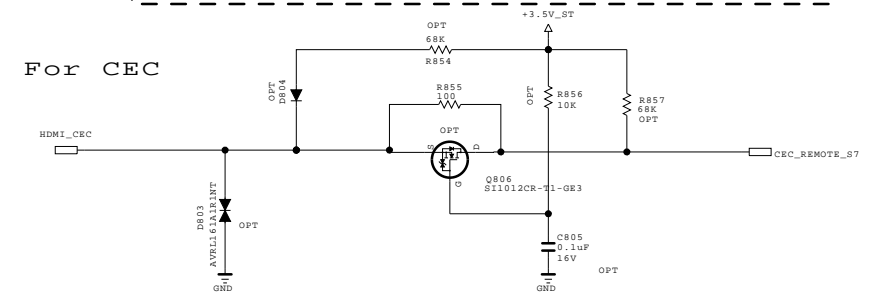 +3.5V_ST
OPT
68K
R854
For CEC
OPT
D804
R855
100
OPT
R856
10K
R857
68K
OPT
HDMI_CEC
OPT
S
D
CEC_REMOTE_S7
G
Q806
SI1012CR-T1-GE3
D803
AVRL161A1R1NT
OPT
C805
0.1uF
16V
OPT
GND
GND